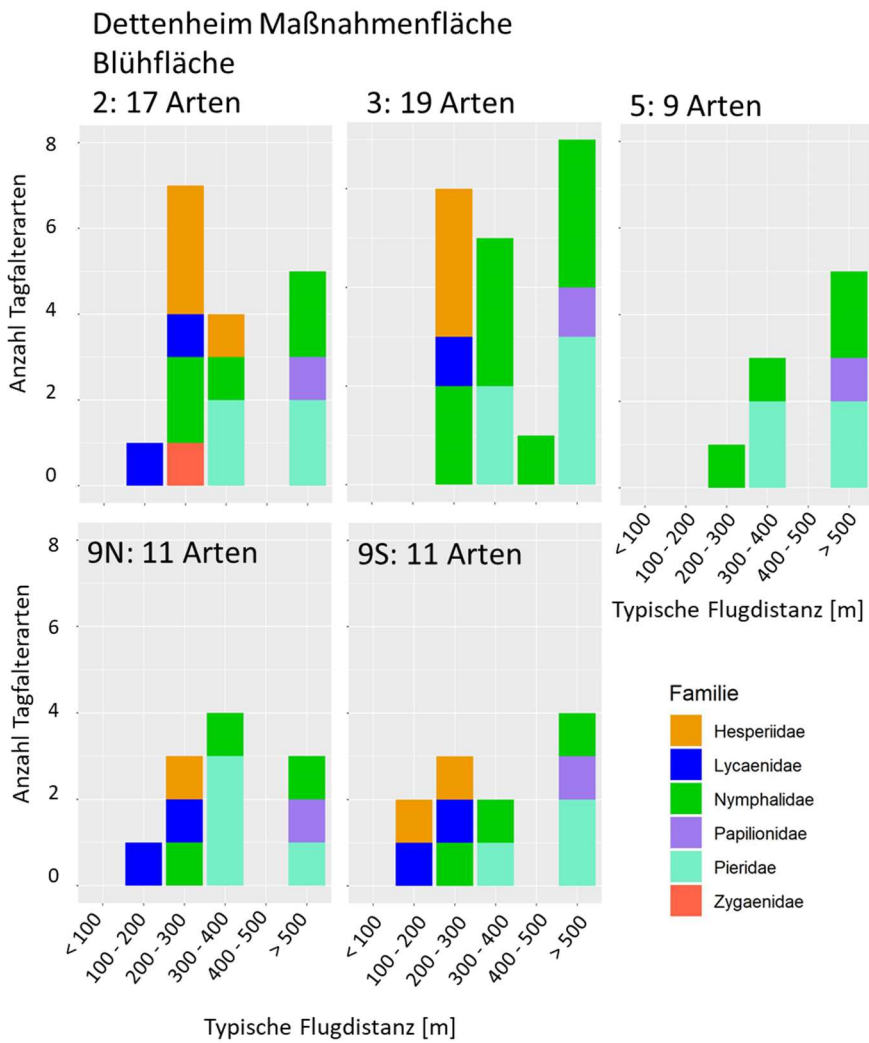 Dettenheim Maßnahmenfläche
Blühfläche
2: 17 Arten
3: 19 Arten
5: 9 Arten
Anzahl Tagfalterarten
8
6
4
2
0
< 100
100 - 200
200 - 300
300 - 400
400 - 500
> 500
Typische Flugdistanz [m]
9N: 11 Arten
9S: 11 Arten
Anzahl Tagfalterarten
8
6
4
2
0
< 100
100 - 200
200 - 300
300 - 400
400 - 500
> 500
< 100
100 - 200
200 - 300
300 - 400
400 - 500
> 500
Typische Flugdistanz [m]
Familie
Hesperiidae
Lycaenidae
Nymphalidae
Papilionidae
Pieridae
Zygaenidae